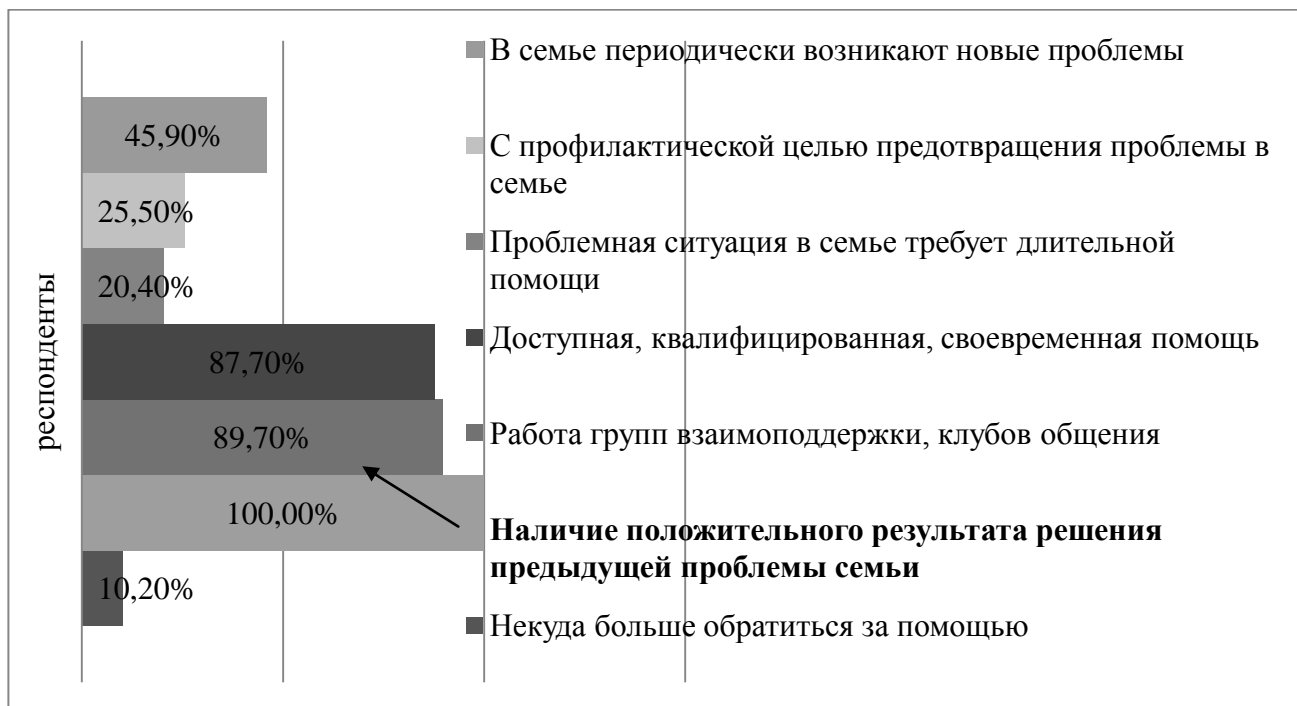 В семье периодически возникают новые проблемы
45,90%
С профилактической целью предотвращения проблемы в
семье
25,50%
Проблемная ситуация в семье требует длительной
помощи
20,40%
респонденты
Доступная, квалифицированная, своевременная помощь
87,70%
Работа групп взаимоподдержки, клубов общения
89,70%
100,00%
Наличие положительного результата решения
предыдущей проблемы семьи
10,20%
Некуда больше обратиться за помощью